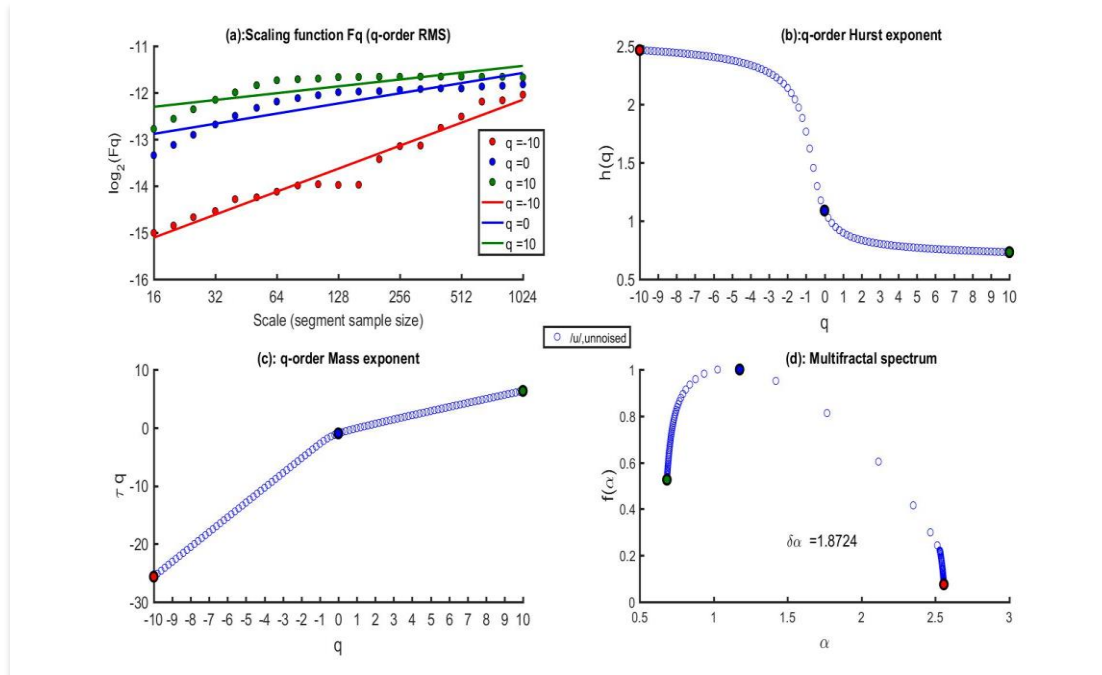 (a):Scaling function Fq (q-order RMS)
-11
-12
-13
-14
-15
-16
log2(Fq)
16 32 64 128 256 512 1024
Scale (segment sample size)
q =-10
q =0
q =10
q =-10
q =0
q =10
(b):q-order Hurst exponent
2.5
2
1.5
1
0.5
h(q)
-10 -9 -8 -7 -6 -5 -4 -3 -2 -1 0 1 2 3 4 5 6 7 8 9 10
q
/u/,unnoised
(c): q-order Mass exponent
10
0
-10
-20
-30
τ q
-10 -9 -8 -7 -6 -5 -4 -3 -2 -1 0 1 2 3 4 5 6 7 8 9 10
q
(d): Multifractal spectrum
1
0.8
0.6
0.4
0.2
0
f(α)
δα =1.8724
0.5 1 1.5 2 2.5 3
α